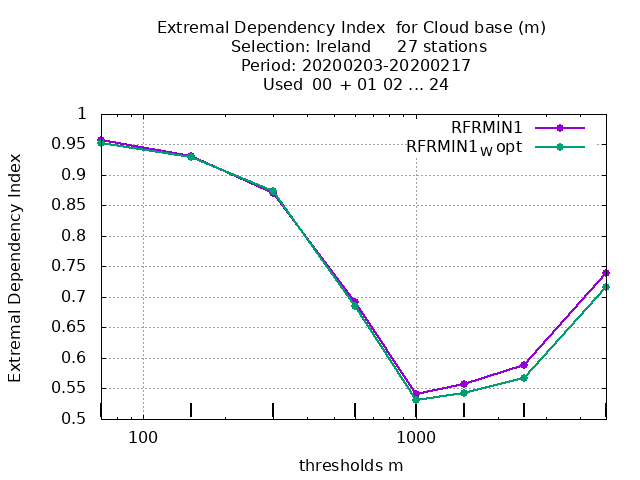 Extremal Dependency Index  for Cloud base (m)
Selection: Ireland     27 stations
Period: 20200203-20200217
Used  00 + 01 02 ... 24
RFRMIN1
RFRMIN1W opt
Extremal Dependency Index
1
0.95
0.9
0.85
0.8
0.75
0.7
0.65
0.6
0.55
0.5
100
1000
thresholds m